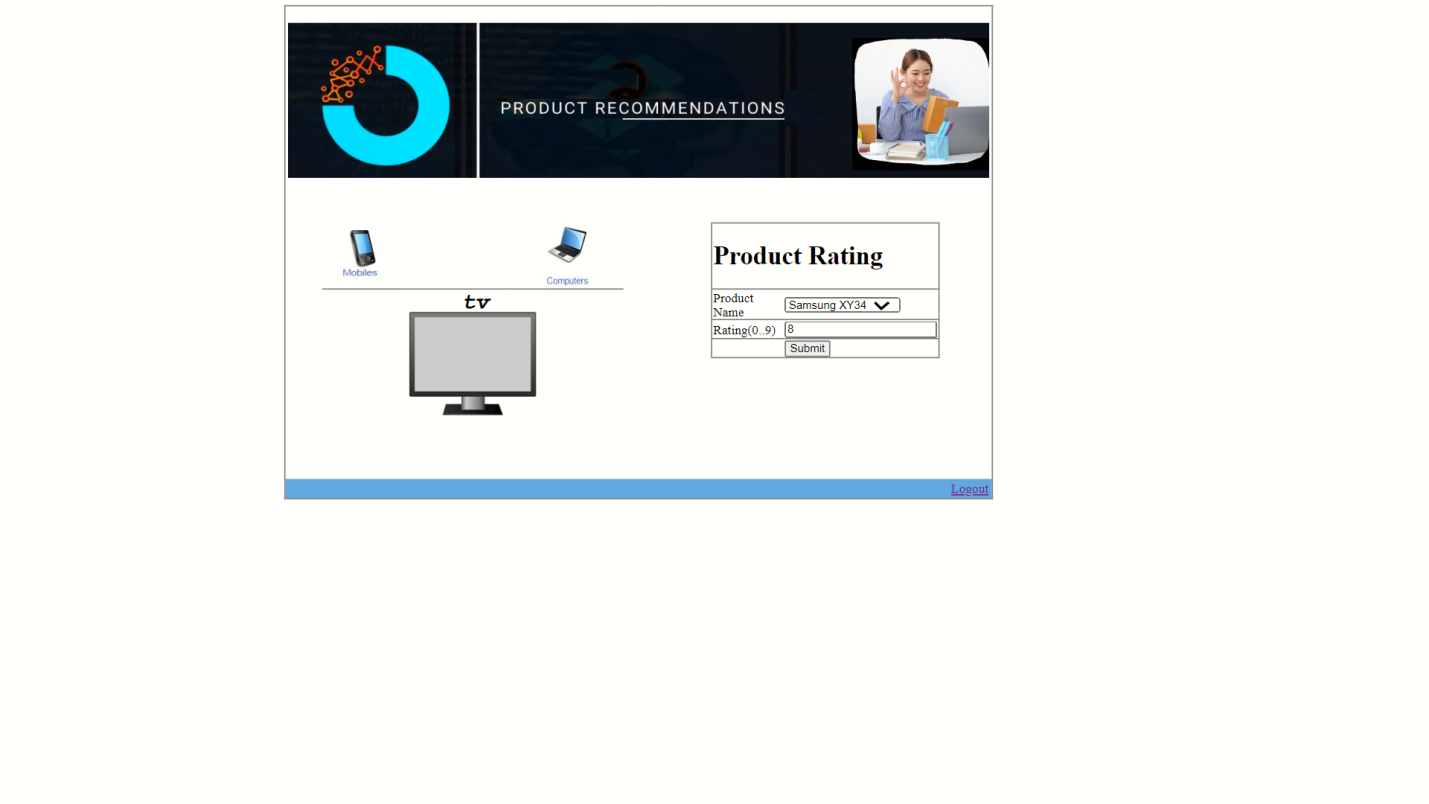 PRODUCT RECOMMENDATIONS
Mobiles
Computers
tv
Product Rating
Product
Name
Samsung XY34
Rating(0..9)
8
Submit
Logout